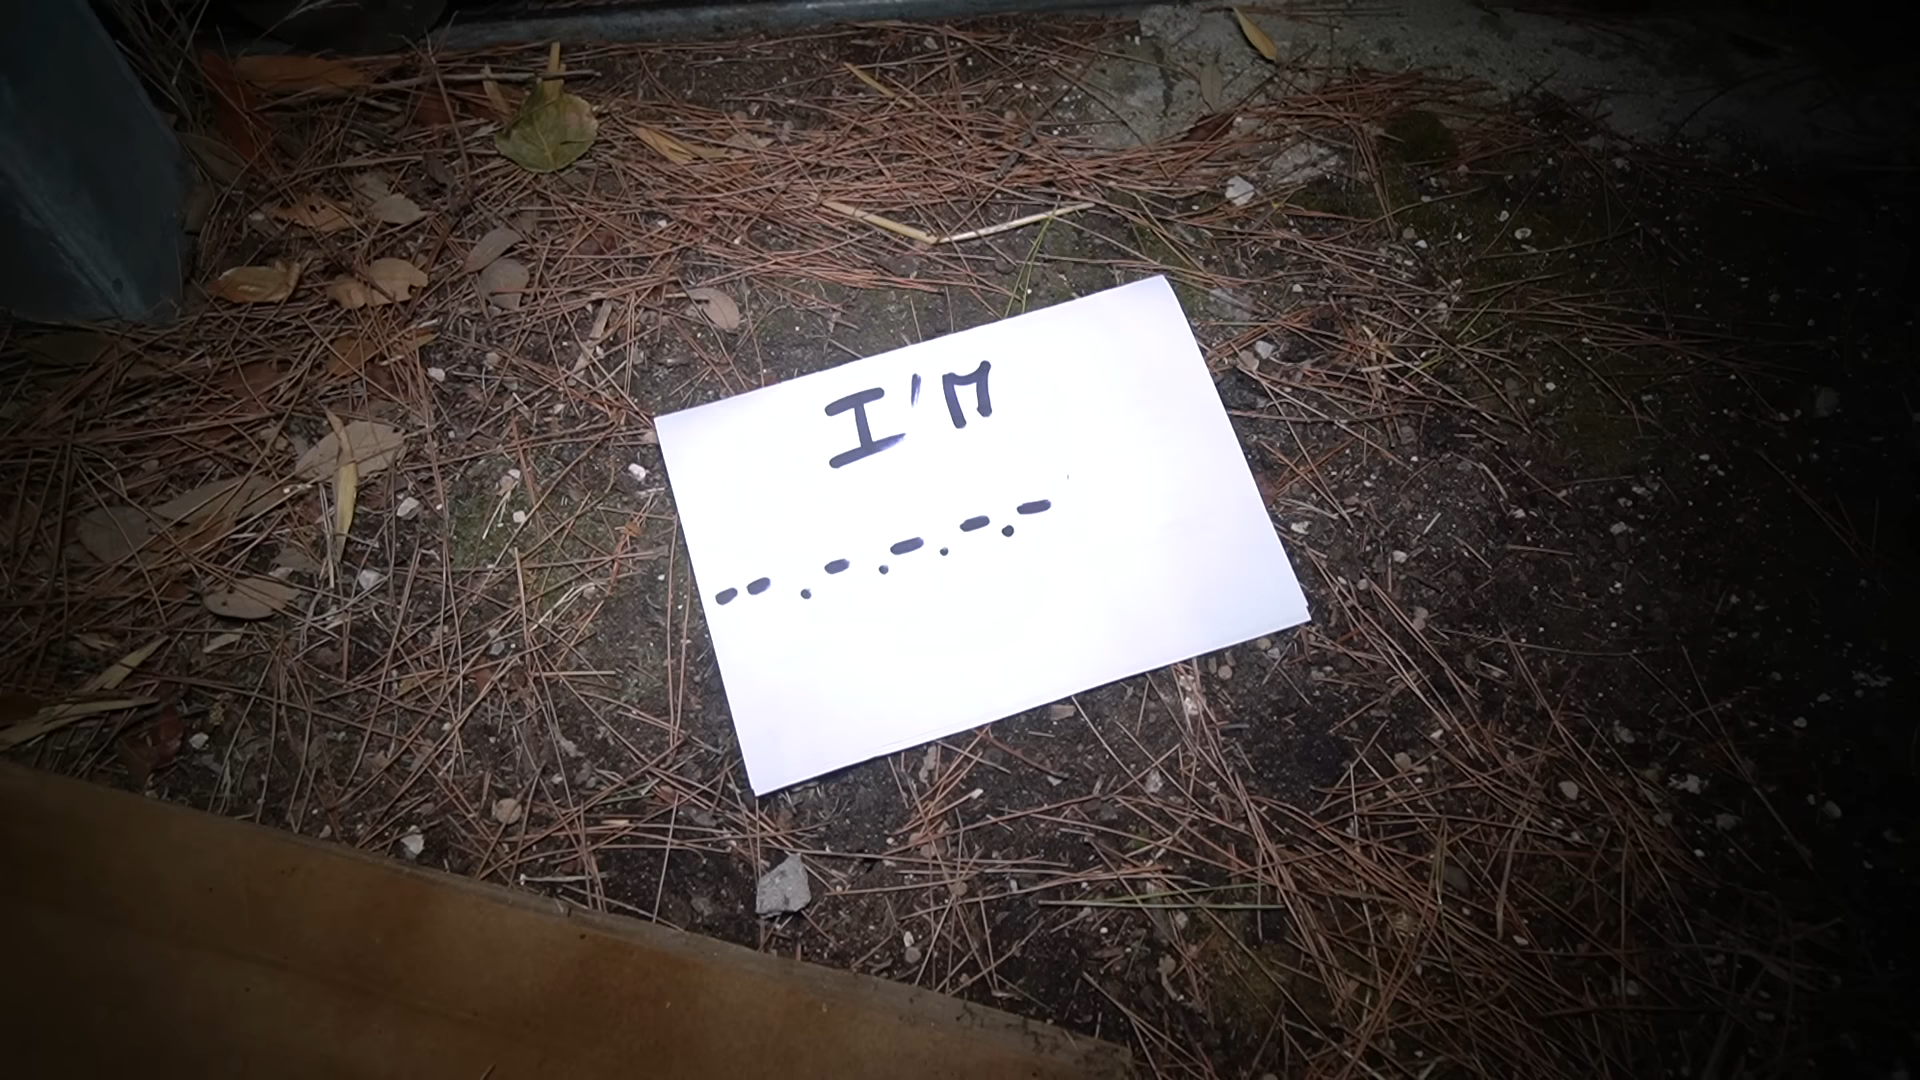 I'M
-- . - . - . - . -